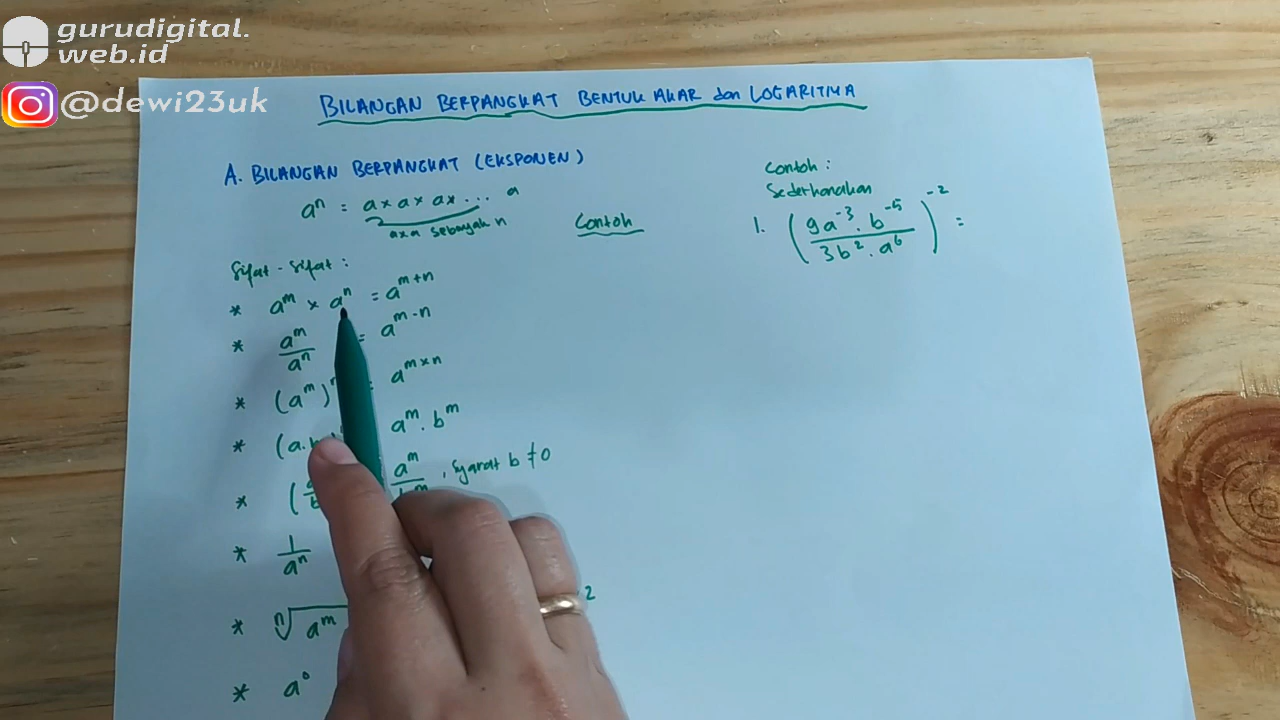 gurudigital.
web.id
@dewi23uk
BILANGAN BERPANGKAT BENTUK AKAR dan LOGARITMA
A. BILANGAN BERPANGKAT (EKSPONEN)
aⁿ = a × a × a × ... a
axa sebanyak n
Contoh
Sifat - Sifat :
* aᵐ × aⁿ = aᵐ⁺ⁿ
* aᵐ/aⁿ = aᵐ⁻ⁿ
* (aᵐ) = aᵐˣⁿ
* (a. aᵐ . bᵐ
* ( aᵐ , syarat b ≠ 0
* 1/aⁿ
* ⁿ√aᵐ 2
* a⁰
Contoh :
Sederhanakan
1. (9a⁻³ . b⁻⁵ / 3b² . a⁶)⁻² =